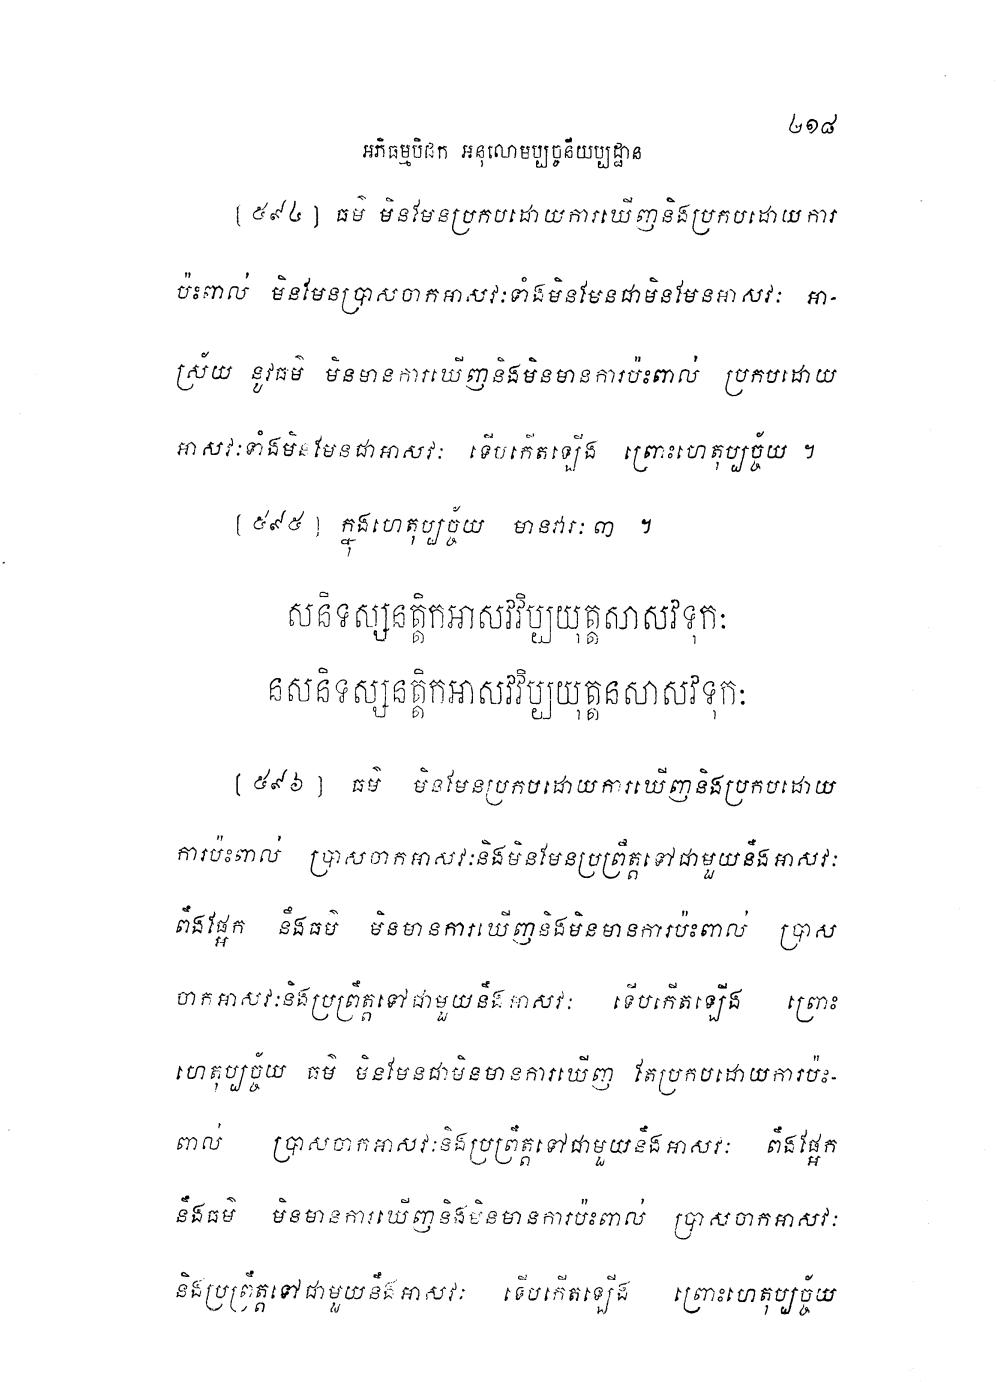 ២១៨
អភិធម្មបិដក អនុលោមប្បច្ចនីយប្បដ្ឋាន
[ ៥៩៤ ] ធម៌ មិនមែនប្រកបដោយការឃើញនិងប្រកបដោយការ
ប៉ះពាល់ មិនមែនប្រាសចាកអាសវៈទាំងមិនមែនជាមិនមែនអាសវៈ អា-
ស្រ័យ នូវធម៌ មិនមានការឃើញនិងមិនមានការប៉ះពាល់ ប្រកបដោយ
អាសវៈទាំងមិនមែនជាអាសវៈ ទើបកើតឡើង ព្រោះហេតុប្បច្ច័យ ។
[ ៥៩៥ ] ក្នុងហេតុប្បច្ច័យ មានវារៈ ៣ ។
សនិទស្សនត្តិកអាសវវិប្បយុត្តសាសវទុកៈ
នសនិទស្សនត្តិកអាសវវិប្បយុត្តនសាសវទុកៈ
[ ៥៩៦ ] ធម៌ មិនមែនប្រកបដោយការឃើញនិងប្រកបដោយ
ការប៉ះពាល់ ប្រាសចាកអាសវៈនិងមិនមែនប្រព្រឹត្តទៅជាមួយនឹងអាសវៈ
ពឹងផ្អែក នឹងធម៌ មិនមានការឃើញនិងមិនមានការប៉ះពាល់ ប្រាស
ចាកអាសវៈនិងប្រព្រឹត្តទៅជាមួយនឹងអាសវៈ ទើបកើតឡើង ព្រោះ
ហេតុប្បច្ច័យ ធម៌ មិនមែនជាមិនមានការឃើញ តែប្រកបដោយការប៉ះ-
ពាល់ ប្រាសចាកអាសវៈនិងប្រព្រឹត្តទៅជាមួយនឹងអាសវៈ ពឹងផ្អែក
នឹងធម៌ មិនមានការឃើញនិងមិនមានការប៉ះពាល់ ប្រាសចាកអាសវៈ
និងប្រព្រឹត្តទៅជាមួយនឹងអាសវៈ ទើបកើតឡើង ព្រោះហេតុប្បច្ច័យ